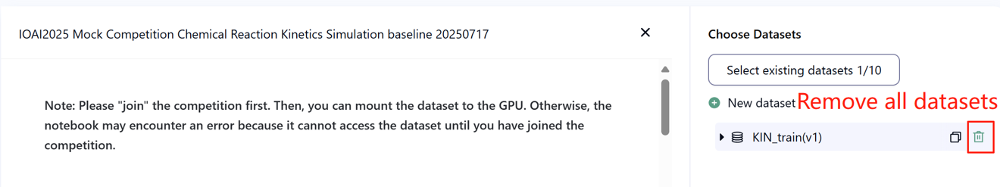 IOAI2025 Mock Competition Chemical Reaction Kinetics Simulation baseline 20250717
Note: Please "join" the competition first. Then, you can mount the dataset to the GPU. Otherwise, the
notebook may encounter an error because it cannot access the dataset until you have joined the
competition.
Choose Datasets
Select existing datasets 1/10
New dataset
Remove all datasets
KIN_train(v1)